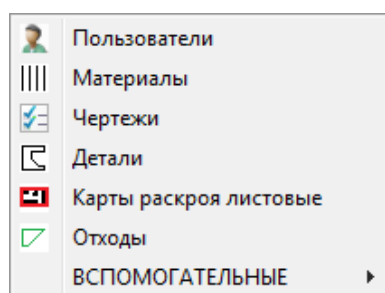 Пользователи
Материалы
Чертежи
Детали
Карты раскроя листовые
Отходы
ВСПОМОГАТЕЛЬНЫЕ